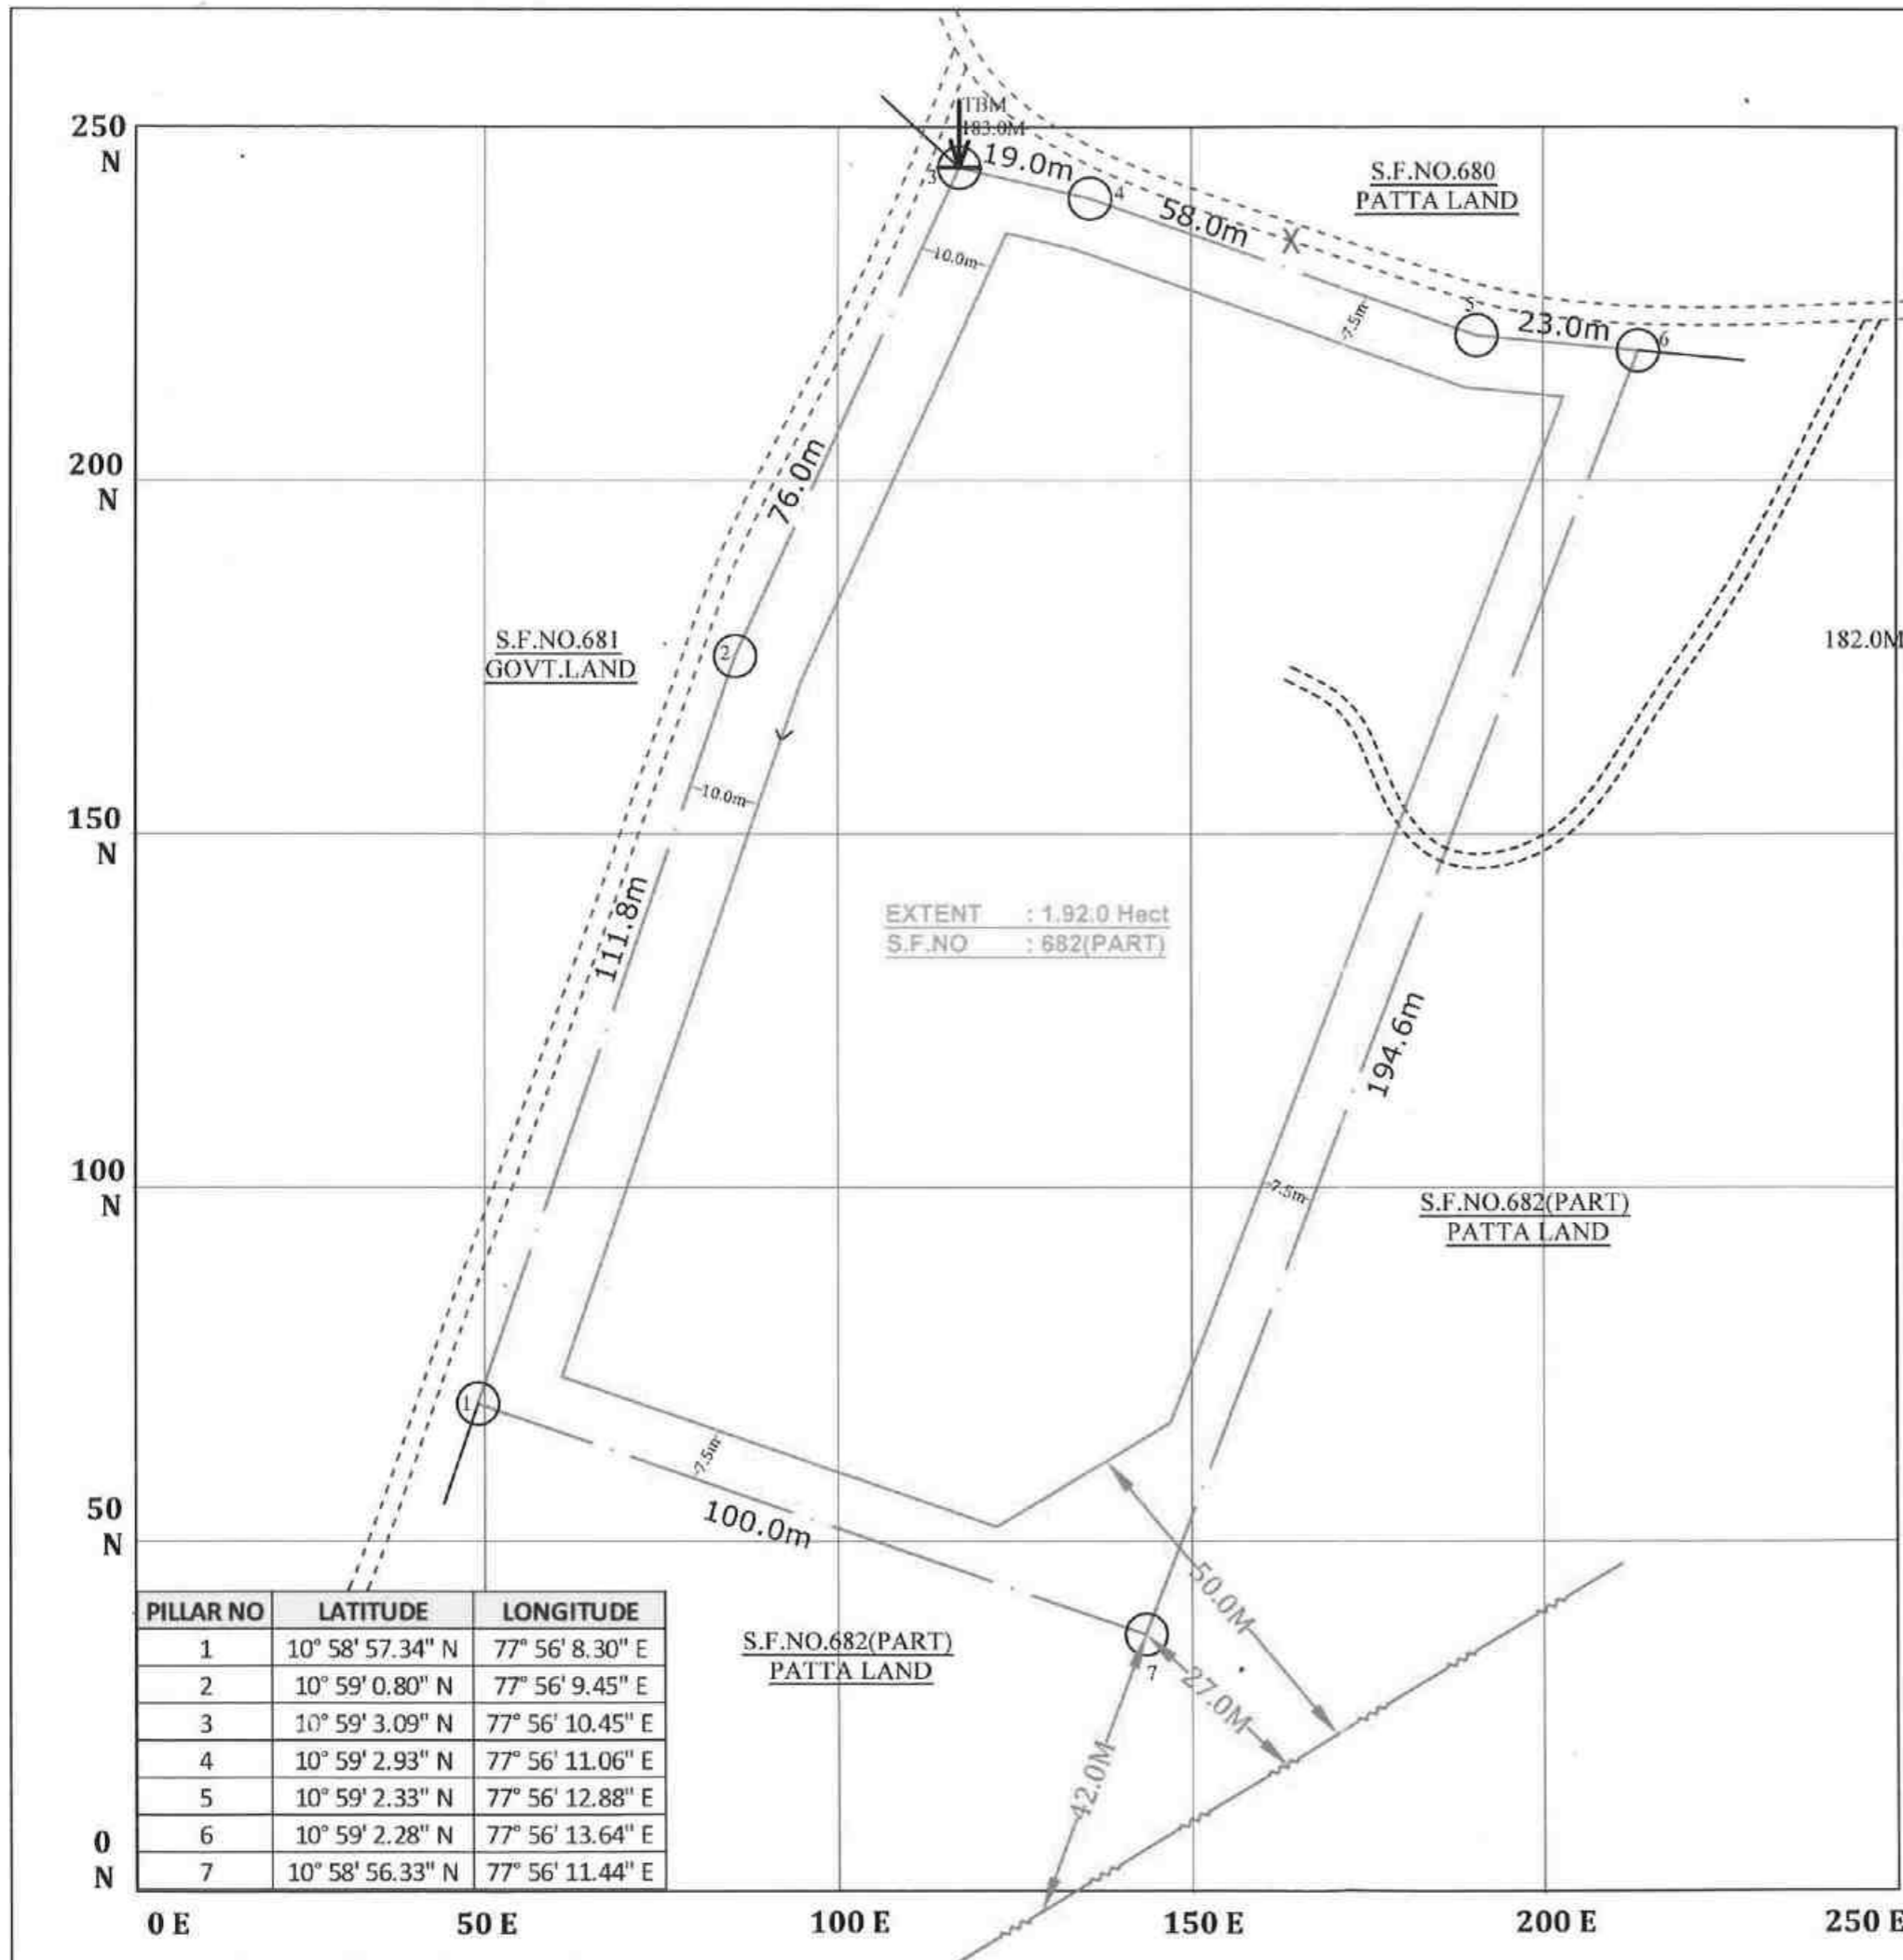 TBM
183.0M
250
N
19.0m
3
4
S.F.NO.680
PATTA LAND
58.0m
-10.0m-
-7.5m-
5
23.0m
6
200
N
76.0m
S.F.NO.681
GOVT.LAND
2
182.0M
-10.0m-
150
N
111.8m
EXTENT : 1.92.0 Hect
S.F.NO : 682(PART)
194.6m
100
N
-7.5m-
S.F.NO.682(PART)
PATTA LAND
1
-7.5m-
100.0m
50
N
50.0M
PILLAR NO LATITUDE LONGITUDE
1 10° 58' 57.34" N 77° 56' 8.30" E
2 10° 59' 0.80" N 77° 56' 9.45" E
3 10° 59' 3.09" N 77° 56' 10.45" E
4 10° 59' 2.93" N 77° 56' 11.06" E
5 10° 59' 2.33" N 77° 56' 12.88" E
6 10° 59' 2.28" N 77° 56' 13.64" E
7 10° 58' 56.33" N 77° 56' 11.44" E
S.F.NO.682(PART)
PATTA LAND
7
27.0M
42.0M
0
N
0 E 50 E 100 E 150 E 200 E 250 E